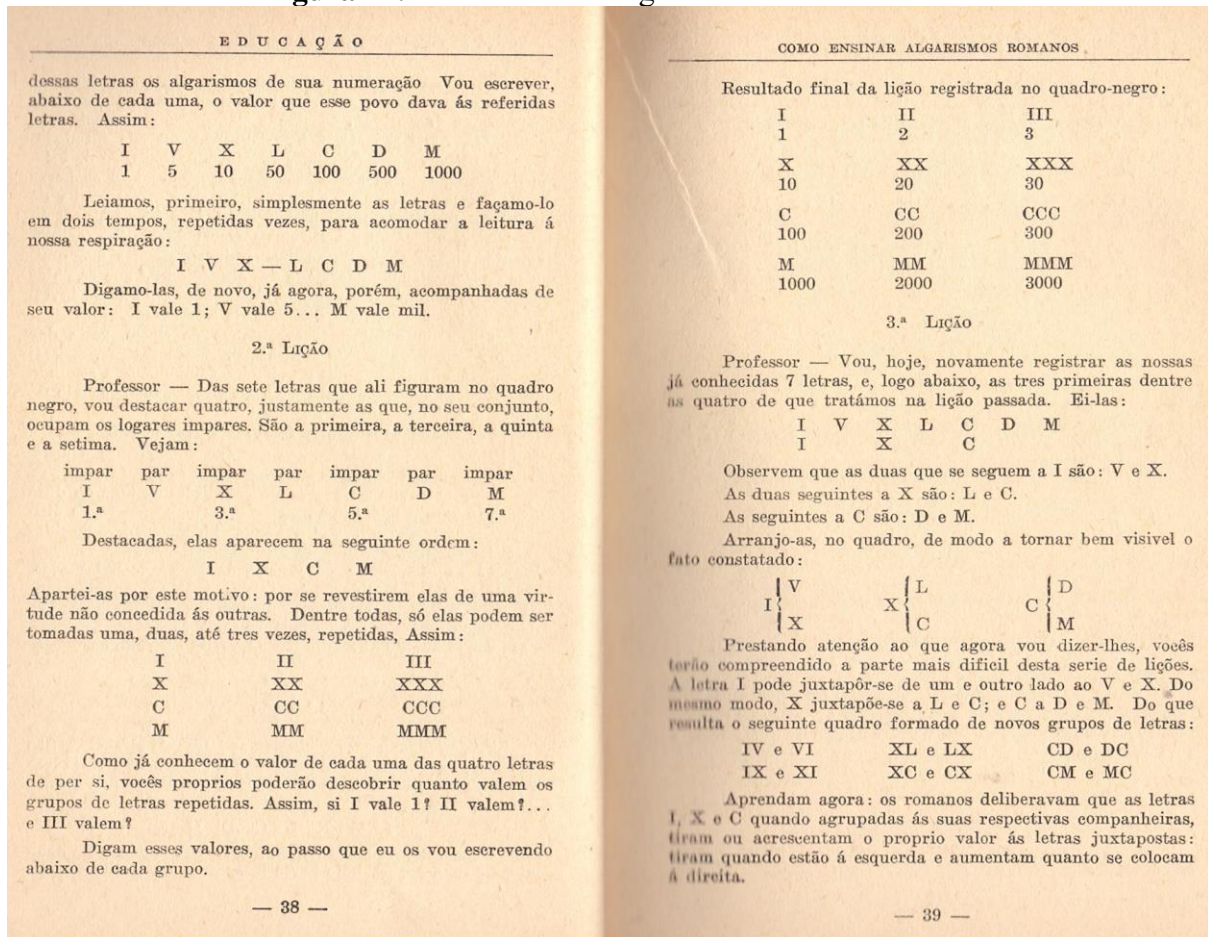 EDUCAÇÃO
dessas letras os algarismos de sua numeração Vou escrever,
abaixo de cada uma, o valor que esse povo dava ás referidas
letras. Assim:
I V X L C D M
1 5 10 50 100 500 1000
Leiamos, primeiro, simplesmente as letras e façamo-lo
em dois tempos, repetidas vezes, para acomodar a leitura á
nossa respiração:
I V X — L C D M
Digamo-las, de novo, já agora, porém, acompanhadas de
seu valor: I vale 1; V vale 5... M vale mil.
2.ª LIÇÃO
Professor — Das sete letras que ali figuram no quadro
negro, vou destacar quatro, justamente as que, no seu conjunto,
ocupam os logares impares. São a primeira, a terceira, a quinta
e a setima. Vejam:
impar par impar par impar par impar
I V X L C D M
1.ª 3.ª 5.ª 7.ª
Destacadas, elas aparecem na seguinte ordem:
I X C M
Apartei-as por este motivo: por se revestirem elas de uma vir-
tude não concedida ás outras. Dentre todas, só elas podem ser
tomadas uma, duas, até tres vezes, repetidas, Assim:
I II III
X XX XXX
C CC CCC
M MM MMM
Como já conhecem o valor de cada uma das quatro letras
de per si, vocês proprios poderão descobrir quanto valem os
grupos de letras repetidas. Assim, si I vale 1? II valem?...
e III valem?
Digam esses valores, ao passo que eu os vou escrevendo
abaixo de cada grupo.
— 38 —
COMO ENSINAR ALGARISMOS ROMANOS
Resultado final da lição registrada no quadro-negro:
I II III
1 2 3
X XX XXX
10 20 30
C CC CCC
100 200 300
M MM MMM
1000 2000 3000
3.ª LIÇÃO
Professor — Vou, hoje, novamente registrar as nossas
já conhecidas 7 letras, e, logo abaixo, as tres primeiras dentre
as quatro de que tratámos na lição passada. Ei-las:
I V X L C D M
I X C
Observem que as duas que se seguem a I são: V e X.
As duas seguintes a X são: L e C.
As seguintes a C são: D e M.
Arranjo-as, no quadro, de modo a tornar bem visivel o
fato constatado:
V L D
I{ X{ C{
X C M
Prestando atenção ao que agora vou dizer-lhes, vocês
terão compreendido a parte mais dificil desta serie de lições.
A letra I pode juxtapôr-se de um e outro lado ao V e X. Do
mesmo modo, X juxtapõe-se a L e C; e C a D e M. Do que
resulta o seguinte quadro formado de novos grupos de letras:
IV e VI XL e LX CD e DC
IX e XI XC e CX CM e MC
Aprendam agora: os romanos deliberavam que as letras
I, X e C quando agrupadas ás suas respectivas companheiras,
tiram ou acrescentam o proprio valor ás letras juxtapostas:
tiram quando estão á esquerda e aumentam quanto se colocam
á direita.
— 39 —